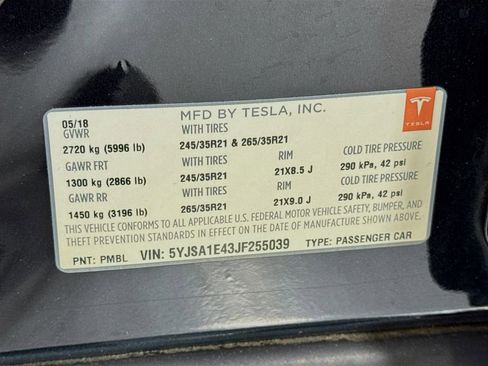 05/18 MFD BY TESLA, INC.
GVWR WITH TIRES
2720 kg (5996 lb) 245/35R21 & 265/35R21
GAWR FRT WITH TIRES RIM COLD TIRE PRESSURE
1300 kg (2866 lb) 245/35R21 21X8.5 J 290 kPa, 42 psi
GAWR RR WITH TIRES RIM COLD TIRE PRESSURE
1450 kg (3196 lb) 265/35R21 21X9.0 J 290 kPa, 42 psi
THIS VEHICLE CONFORMS TO ALL APPLICABLE U.S. FEDERAL MOTOR VEHICLE SAFETY, BUMPER, AND
THEFT PREVENTION STANDARDS IN EFFECT ON THE DATE OF MANUFACTURE SHOWN ABOVE.
PNT: PMBL VIN: 5YJSA1E43JF255039 TYPE: PASSENGER CAR
TESLA